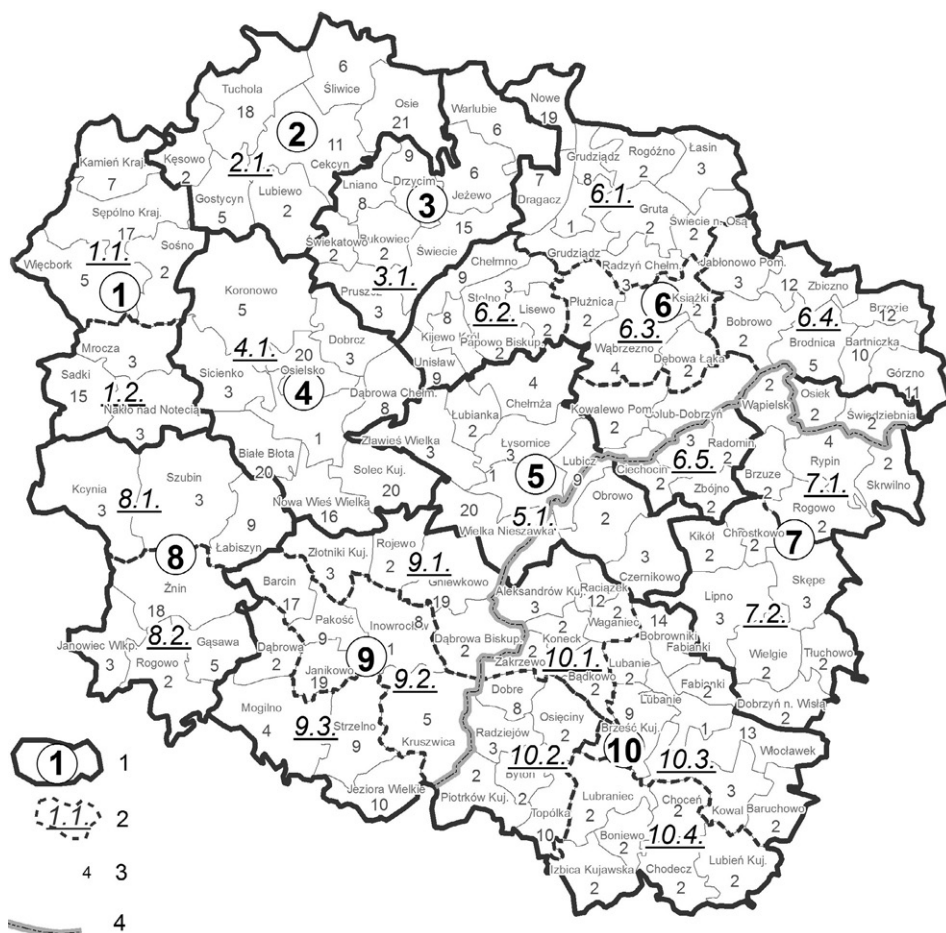 6
Tuchola
Śliwice
18
Osie
21
Warlubie
6
Nowe
19
2
11
Cekcyn
Kamień Kraj.
7
Kęsowo
2
2.1.
Lubiewo
2
Gostycyn
5
9
Drzycim
Lniano
8
3
6
Jeżewo
7
Dragacz
Grudziądz
8
Rogóźno
2
Łasin
3
6.1.
1
Gruta
2
Świecie n. Osą
2
Sępólno Kraj.
17
1.1.
Sośno
2
Więcbork
5
1
Świekatowo
2
Bukowiec
2
Świecie
15
3.1.
Pruszcz
3
Chełmno
9
Grudziądz
Radzyń Chełm.
3
Jabłonowo Pom.
3
12
Zbiczno
Brzozie
12
Koronowo
5
Stolno
3
6.2.
Lisewo
2
8
Kijewo Król.
Papowo Biskup.
2
Unisław
9
Płużnica
2
6
Książki
2
6.3.
Wąbrzeźno
4
Dębowa Łąka
2
Bobrowo
2
6.4.
Brodnica
5
Bartniczka
10
Górzno
11
Mrocza
3
Sadki
15
1.2.
Nakło nad Notecią
3
4.1.
Sicienko
3
20
Osielsko
Dobrcz
3
4
Dąbrowa Chełm.
8
1
Łubianka
2
Chełmża
4
Kowalewo Pom.
2
Golub-Dobrzyń
3
Wąpielsk
2
Osiek
2
Świedziebnia
2
4
Zławieś Wielka
3
Łysomice
3
1
5
Lubicz
9
Ciechocin
2
6.5.
Radomin
2
Zbójno
2
Brzuze
2
Rypin
7.1.
2
Skrwilno
Rogowo
2
Białe Błota
20
Solec Kuj.
20
Nowa Wieś Wielka
16
20
Wielka Nieszawka
5.1.
Obrowo
2
3
Czernikowo
Kcynia
3
8.1.
Szubin
3
9
Łabiszyn
8
Kikół
2
Chrostkowo
2
7
Lipno
3
7.2.
Skępe
3
Wielgie
2
Tłuchowo
2
Dobrzyń n. Wisłą
2
Żnin
18
8.2.
Janowiec Wlkp.
3
Rogowo
2
Gąsawa
5
Złotniki Kuj.
3
Rojewo
2
9.1.
Gniewkowo
19
Barcin
17
Pakość
9
Inowrocław
8
1
Dąbrowa
2
Janikowo
19
9
9.2.
Dąbrowa Biskup.
2
Aleksandrów Kuj.
3
Raciążek
12
Waganiec
2
14
Bobrowniki
Fabianki
Koneck
2
Zakrzewo
2
10.1.
Bądkowo
2
Lubanie
2
Fabianki
2
Lubanie
9
Mogilno
4
9.3.
Strzelno
9
Kruszwica
5
Jeziora Wielkie
10
Dobre
8
Osięciny
2
Radziejów
3
10.2.
Bytoń
2
2
Piotrków Kuj.
Topólka
10
Brześć Kuj.
10
1
13
Włocławek
10.3.
3
Kowal
Baruchowo
2
Lubraniec
2
Choceń
2
10.4.
Boniewo
2
Izbica Kujawska
2
Chodecz
2
Lubień Kuj.
2
1 1
1.1. 2
4 3
4